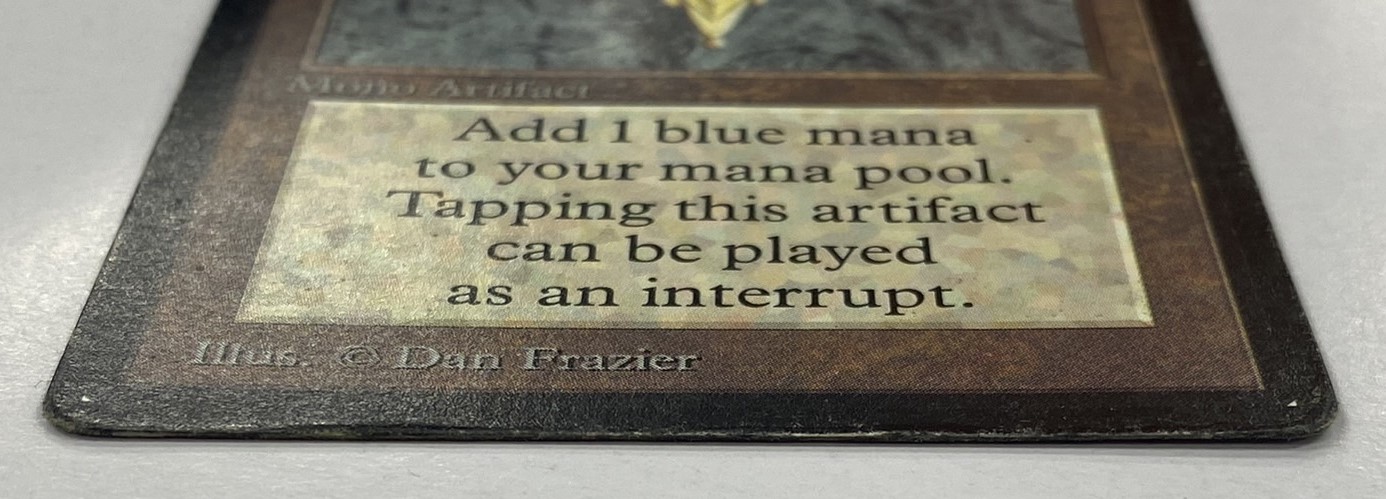 Mono Artifact
Add 1 blue mana
to your mana pool.
Tapping this artifact
can be played
as an interrupt.
Illus. © Dan Frazier